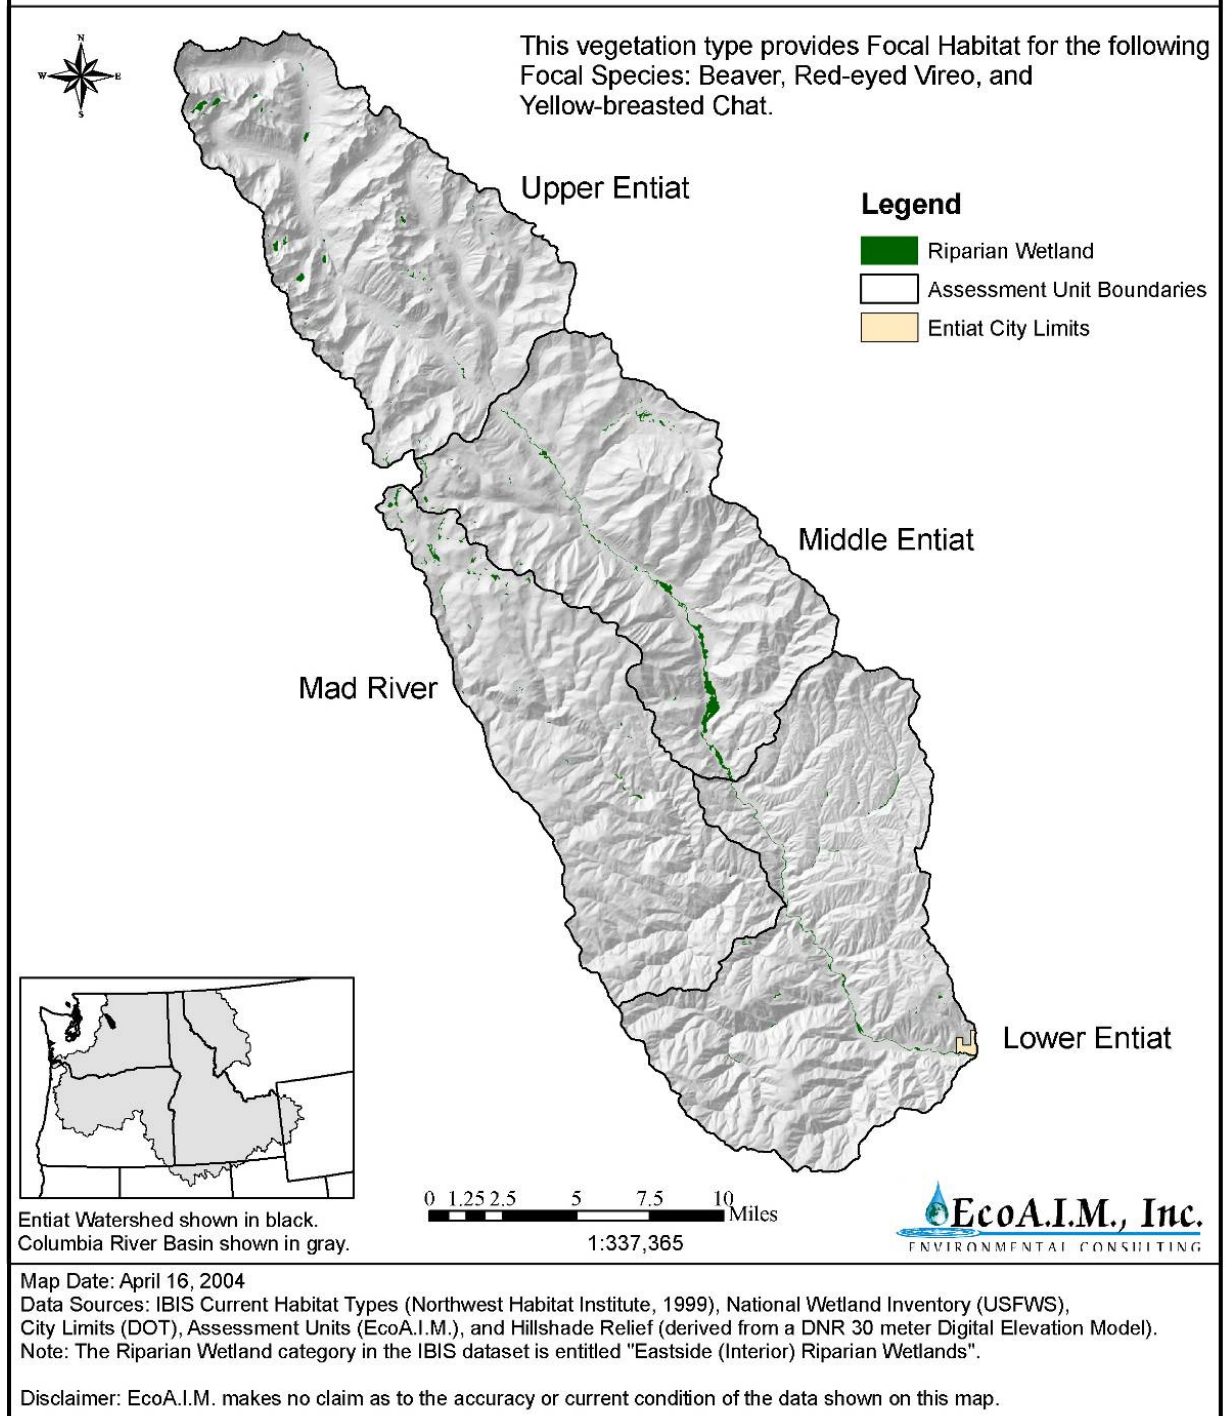 N
W E
S
This vegetation type provides Focal Habitat for the following
Focal Species: Beaver, Red-eyed Vireo, and
Yellow-breasted Chat.
Upper Entiat
Legend
Riparian Wetland
Assessment Unit Boundaries
Entiat City Limits
Middle Entiat
Mad River
Lower Entiat
Entiat Watershed shown in black.
Columbia River Basin shown in gray.
0 1.25 2.5 5 7.5 10
Miles
1:337,365
EcoA.I.M., Inc.
ENVIRONMENTAL CONSULTING
Map Date: April 16, 2004
Data Sources: IBIS Current Habitat Types (Northwest Habitat Institute, 1999), National Wetland Inventory (USFWS),
City Limits (DOT), Assessment Units (EcoA.I.M.), and Hillshade Relief (derived from a DNR 30 meter Digital Elevation Model).
Note: The Riparian Wetland category in the IBIS dataset is entitled "Eastside (Interior) Riparian Wetlands".
Disclaimer: EcoA.I.M. makes no claim as to the accuracy or current condition of the data shown on this map.